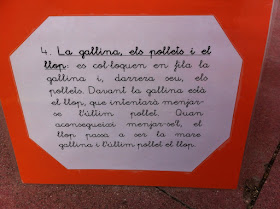 4. La gallina, els pollets i el
llop: es col·loquen en fila la
gallina i, darrera seu, els
pollets. Davant la gallina està
el llop, que intentarà menjar-
se l'últim pollet. Quan
aconsegueixi menjar-se'l, el
llop passa a ser la mare
gallina i l'últim pollet el llop.